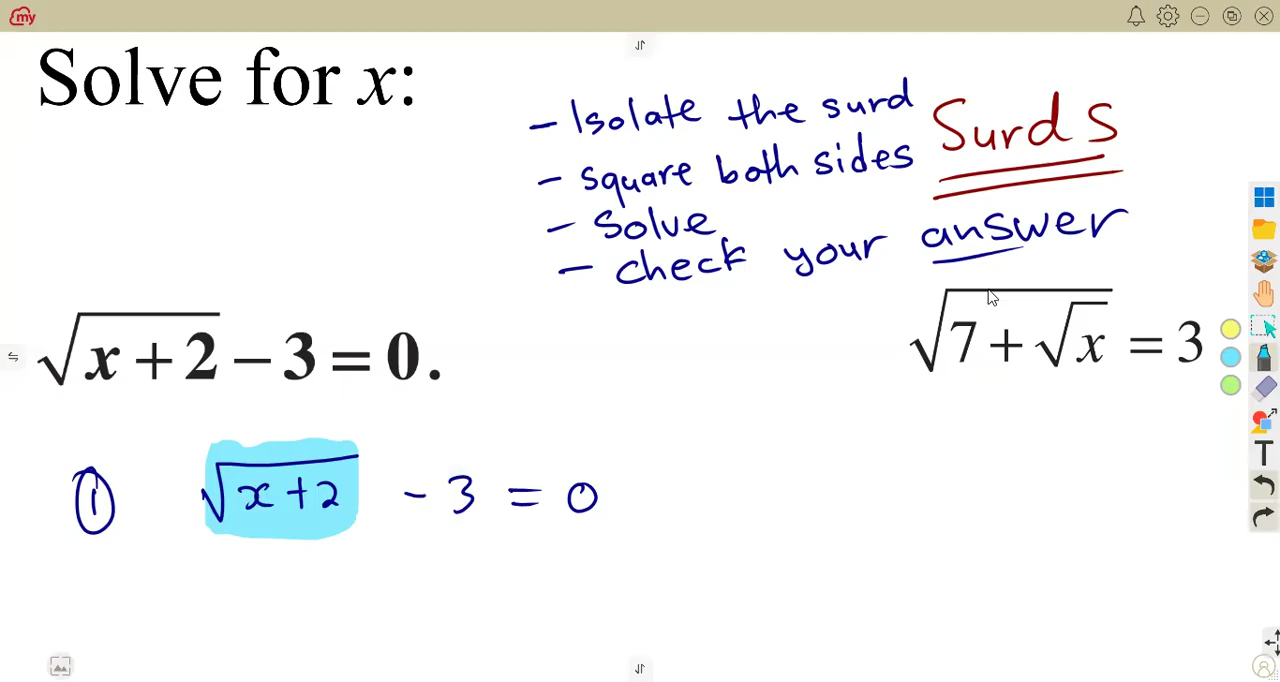 my
Solve for x:
- Isolate the surd
Surds
- square both sides
- Solve
- check your answer
√(x+2) − 3 = 0.
√(7 + √x) = 3
① √(x+2) - 3 = 0
T